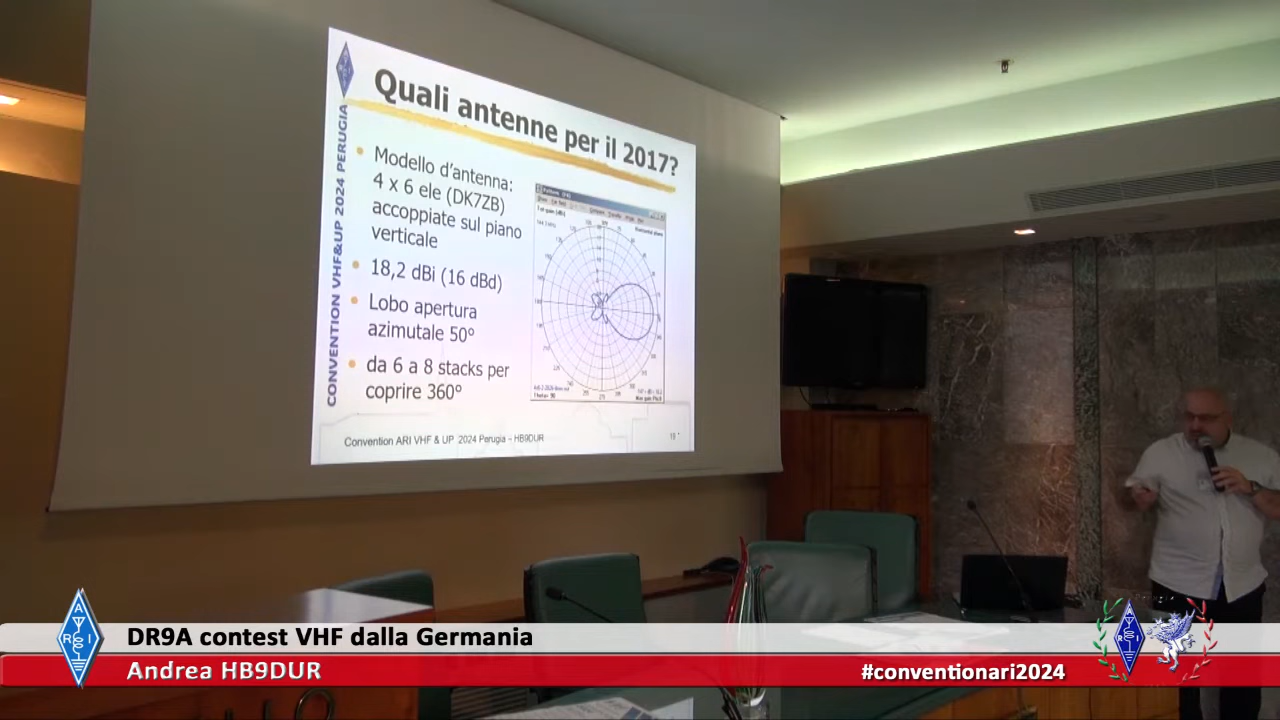 CONVENTION VHF&UP 2024 PERUGIA
Quali antenne per il 2017?
Modello d'antenna:
4 x 6 ele (DK7ZB)
accoppiate sul piano
verticale
18,2 dBi (16 dBd)
Lobo apertura
azimutale 50°
da 6 a 8 stacks per
coprire 360°
Convention ARI VHF & UP 2024 Perugia – HB9DUR
A
R I
DR9A contest VHF dalla Germania
Andrea HB9DUR
#conventionari2024